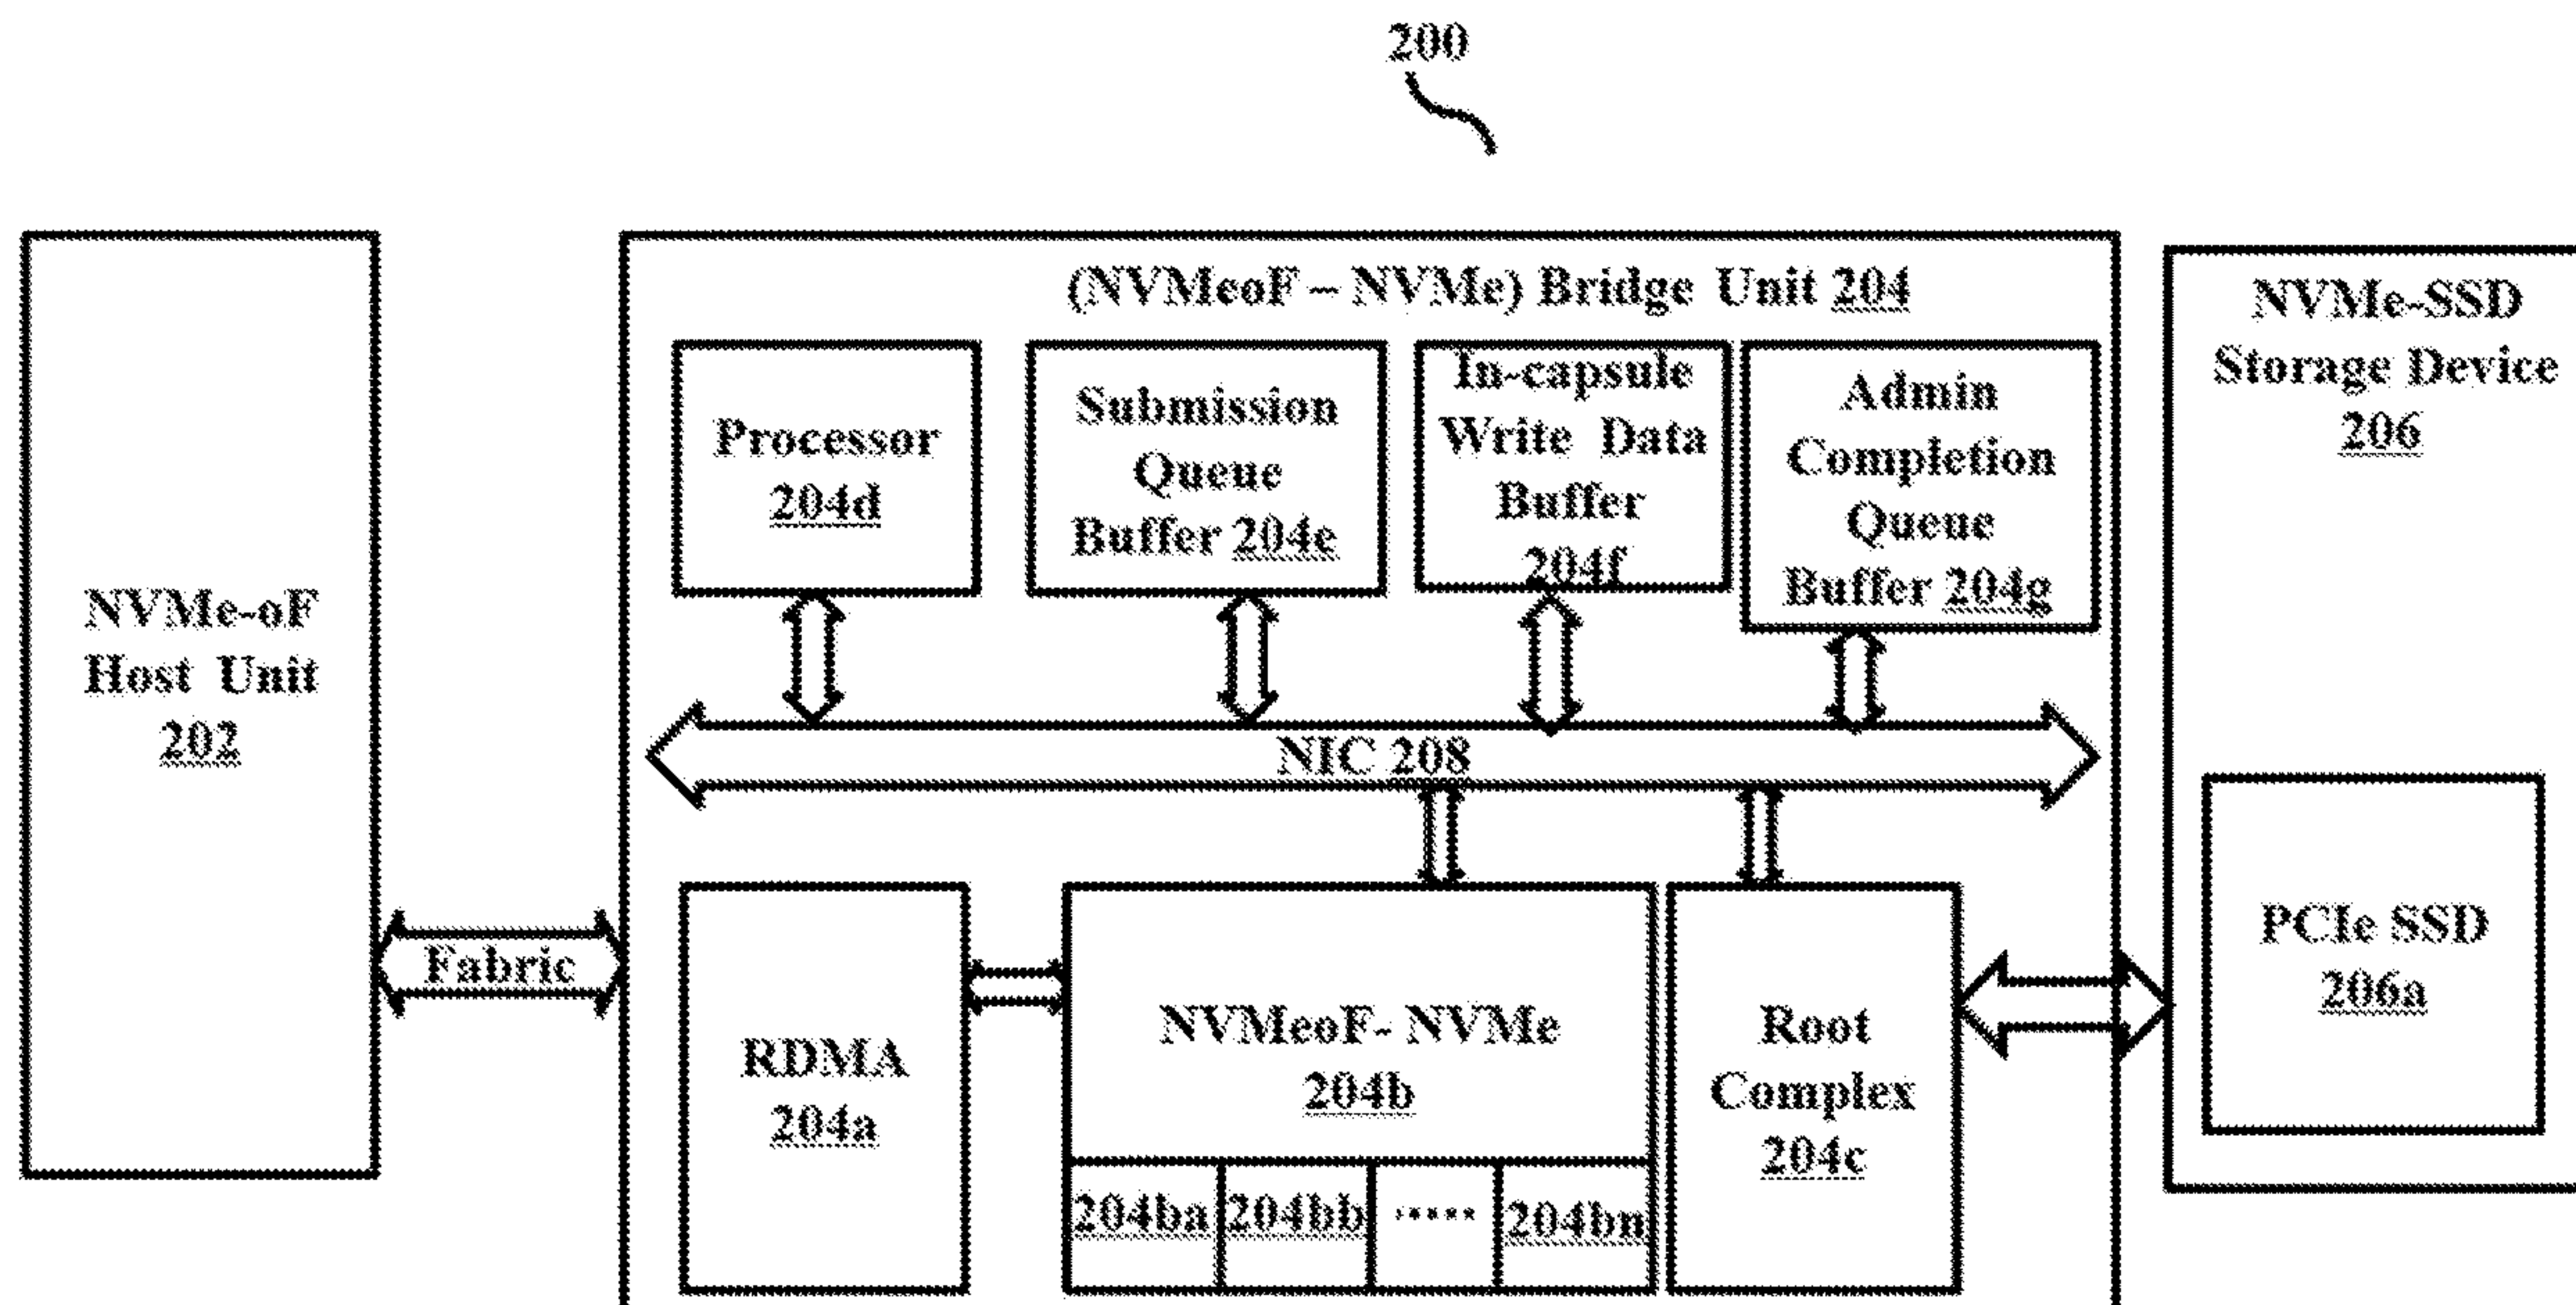 200
(NVMeoF – NVMe) Bridge Unit 204
NVMe-oF
Host Unit
202
Processor
204d
Submission
Queue
Buffer 204e
In-capsule
Write Data
Buffer
204f
Admin
Completion
Queue
Buffer 204g
NVMe-SSD
Storage Device
206
NIC 208
Fabric
RDMA
204a
NVMeoF- NVMe
204b
204ba
204bb
.....
204bn
Root
Complex
204c
PCIe SSD
206a